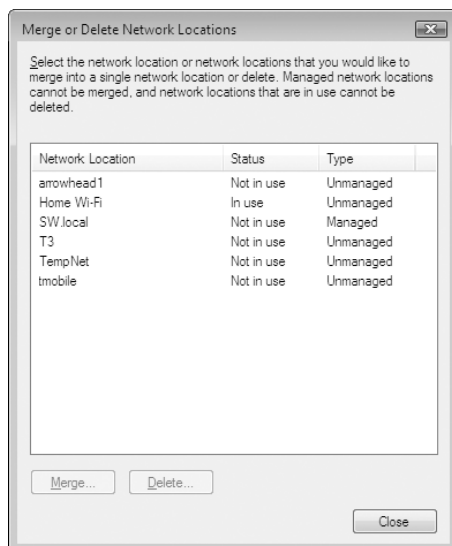 Merge or Delete Network Locations
Select the network location or network locations that you would like to
merge into a single network location or delete. Managed network locations
cannot be merged, and network locations that are in use cannot be
deleted.
Network Location Status Type
arrowhead1 Not in use Unmanaged
Home Wi-Fi In use Unmanaged
SW.local Not in use Managed
T3 Not in use Unmanaged
TempNet Not in use Unmanaged
tmobile Not in use Unmanaged
Merge... Delete...
Close